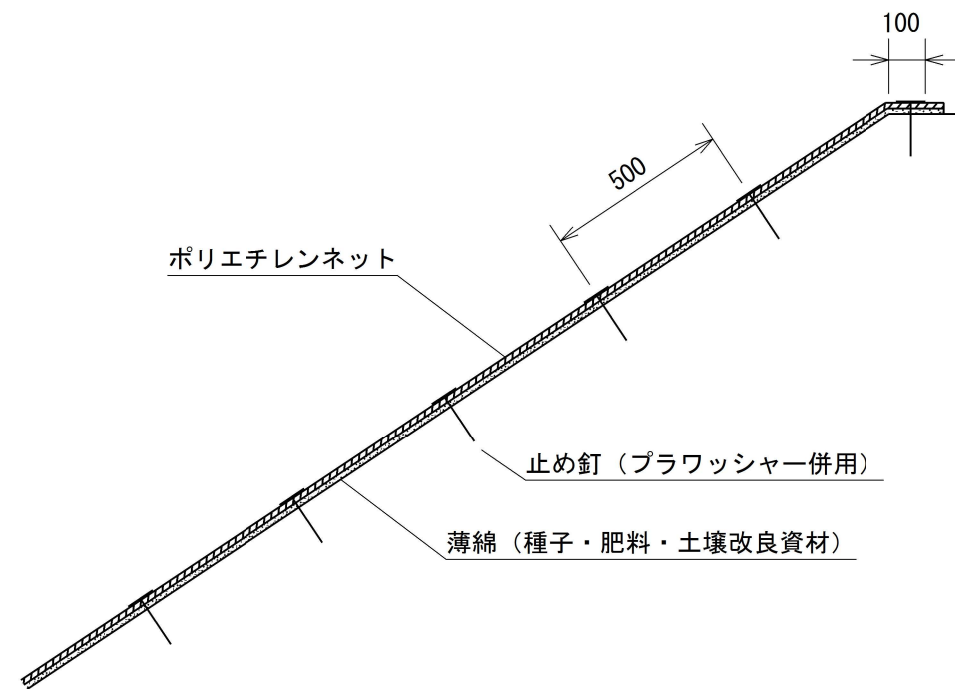 100
500
ポリエチレンネット
止め釘（プラワッシャー併用）
薄綿（種子・肥料・土壌改良資材）